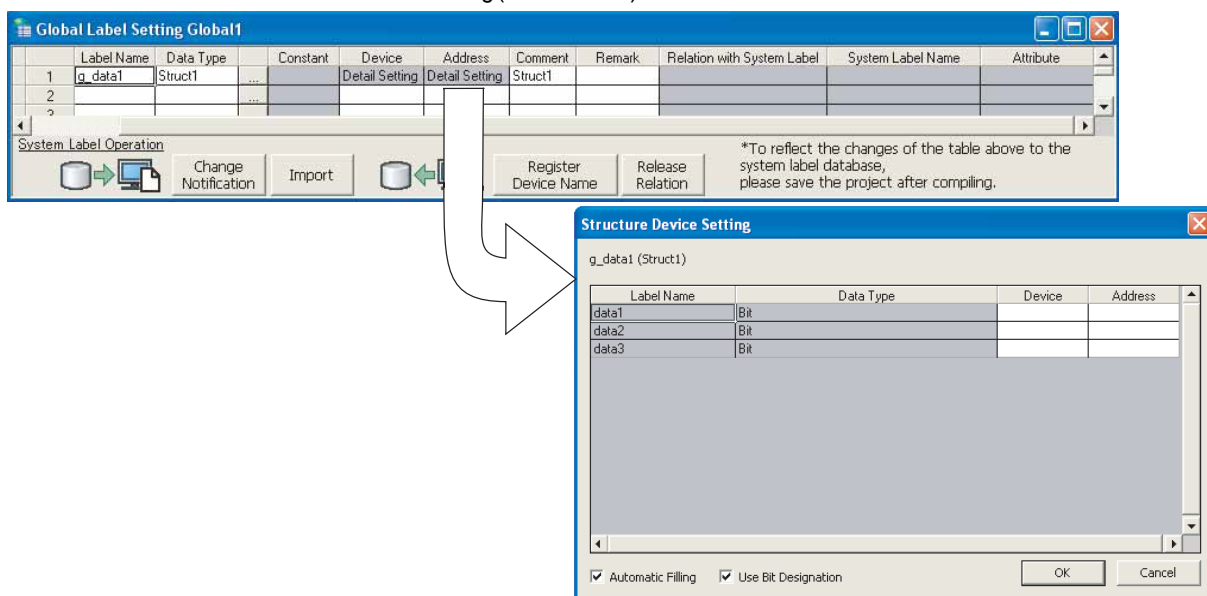 Global Label Setting Global1
Label Name Data Type Constant Device Address Comment Remark Relation with System Label System Label Name Attribute
1 g_data1 Struct1 ... Detail Setting Detail Setting Struct1
2 ...
System Label Operation
Change Notification
Import
Register Device Name
Release Relation
*To reflect the changes of the table above to the
system label database,
please save the project after compiling.
Structure Device Setting
g_data1 (Struct1)
Label Name Data Type Device Address
data1 Bit
data2 Bit
data3 Bit
Automatic Filling Use Bit Designation OK Cancel